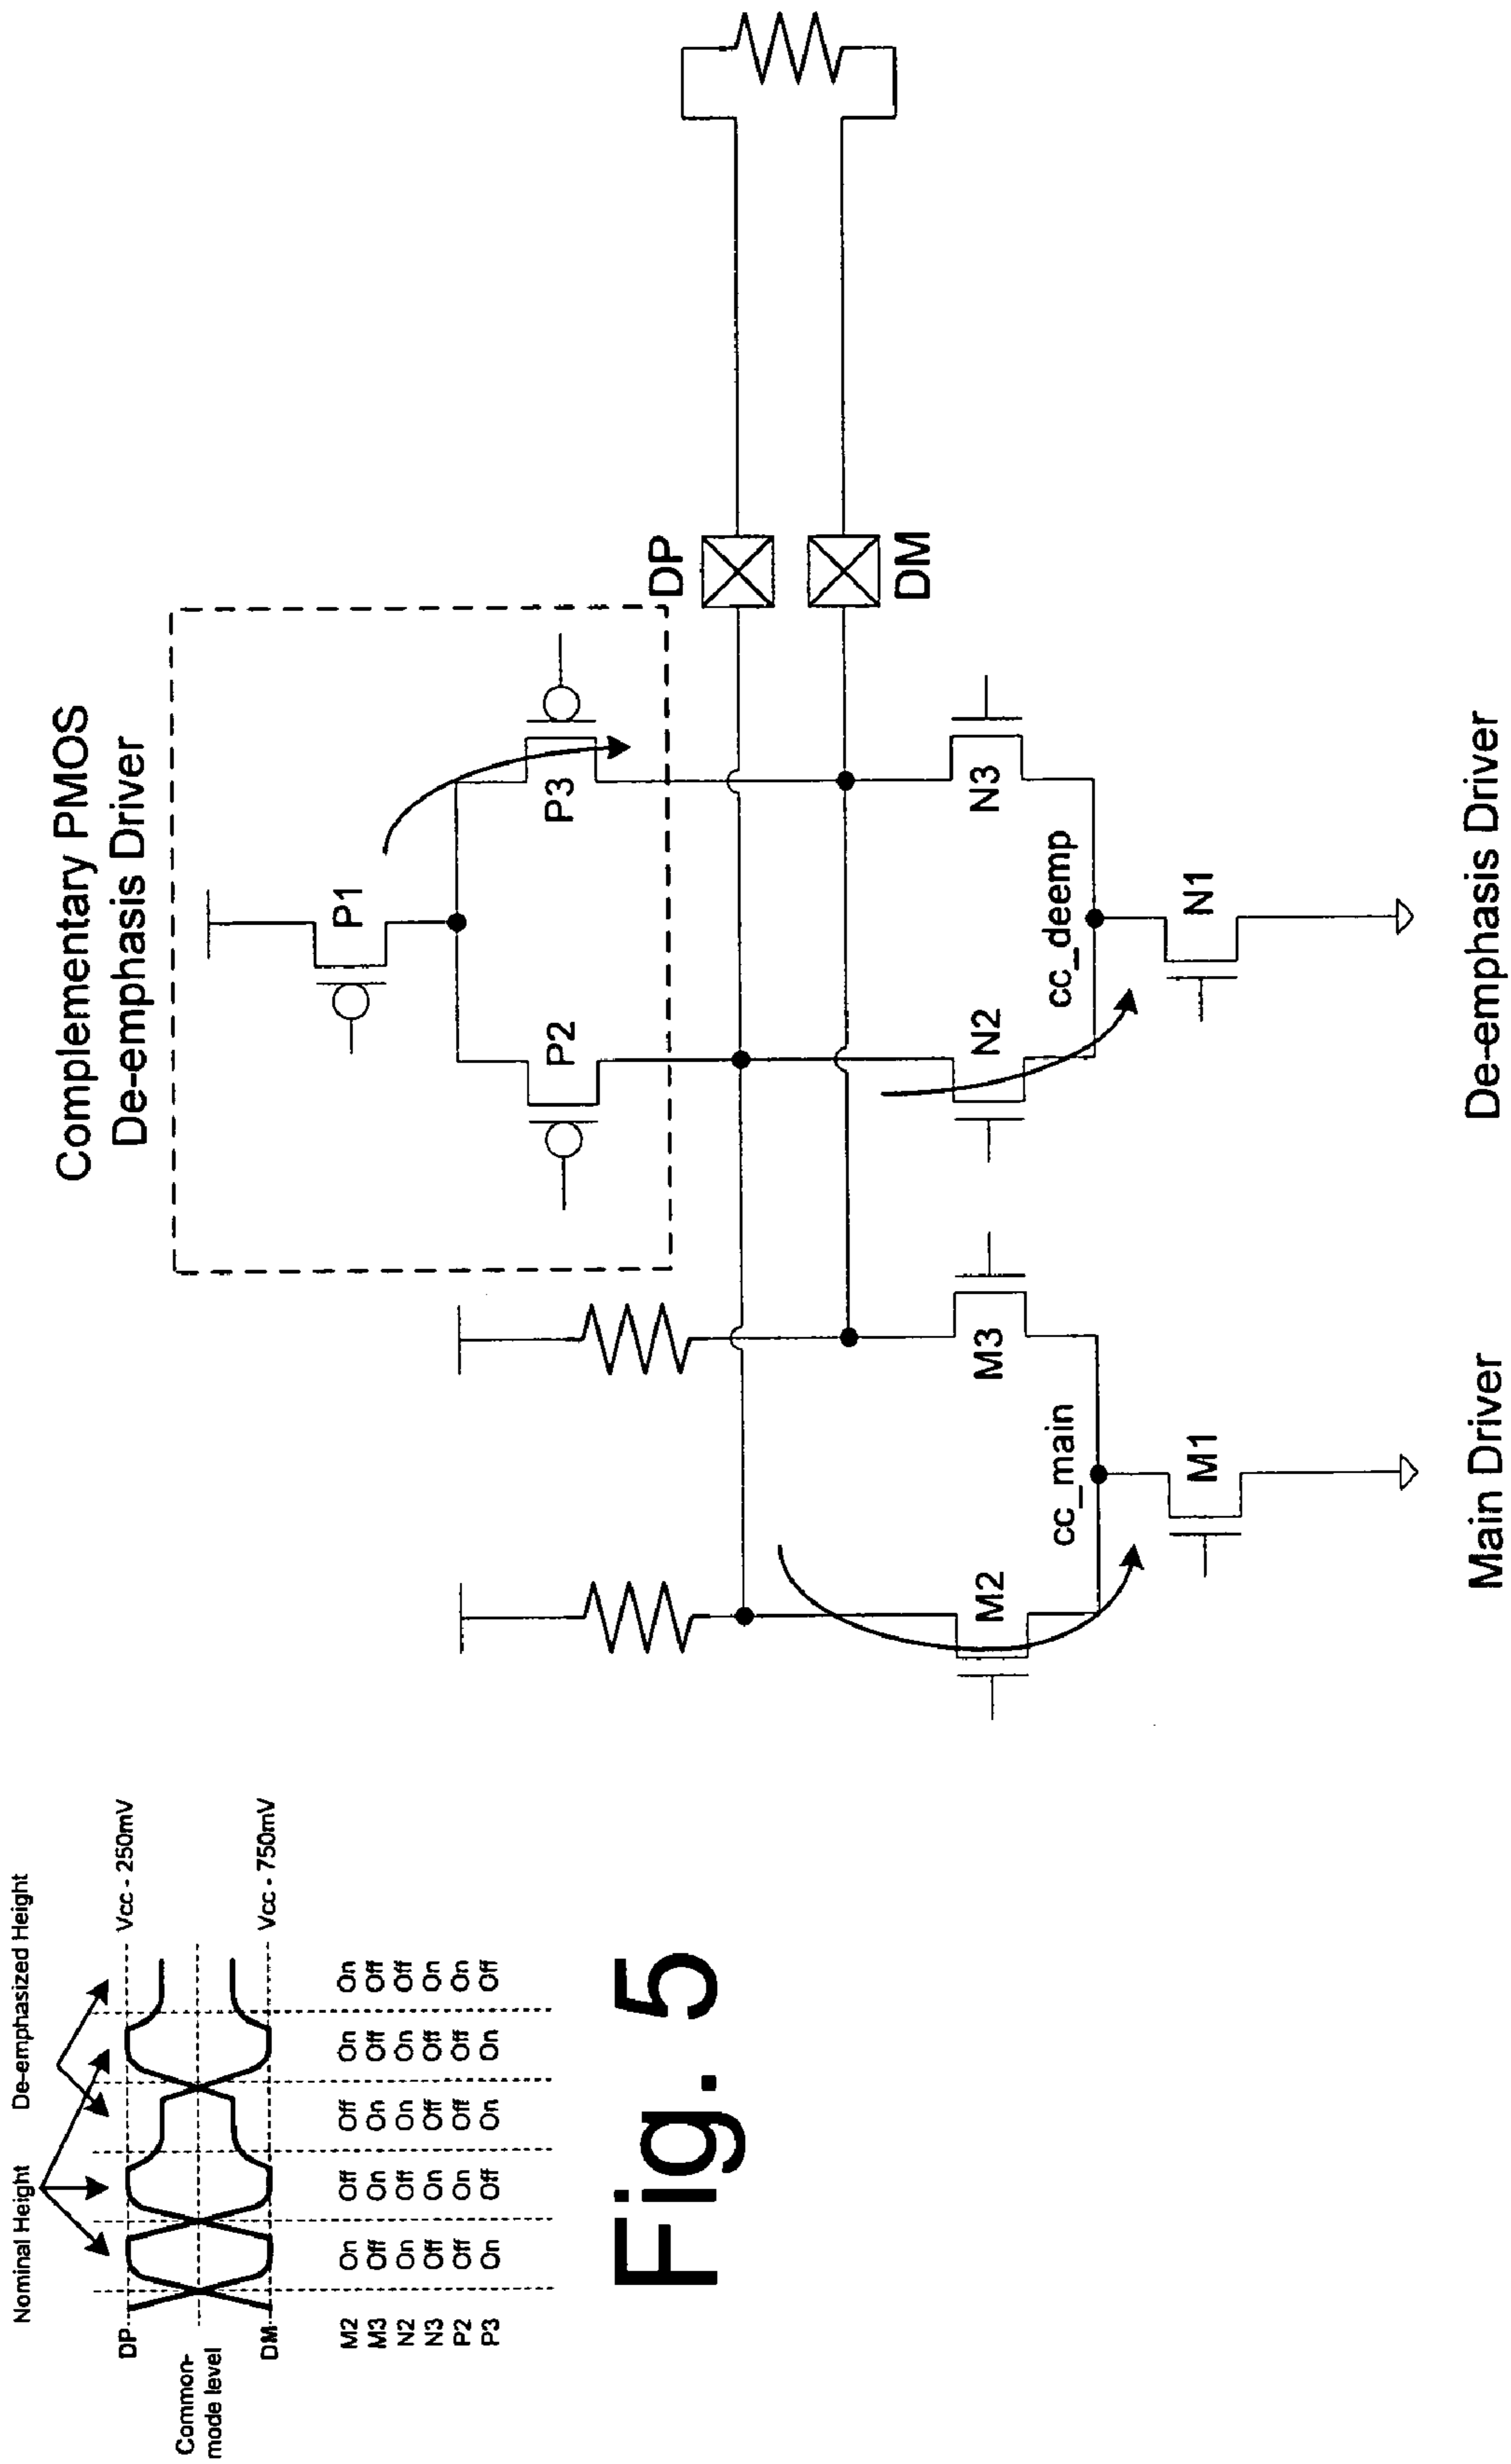 Complementary PMOS
De-emphasis Driver
P1
P2
P3
DP
DM
M2
M3
N2
N3
cc_main
cc_deemp
M1
N1
Main Driver
De-emphasis Driver
Nominal Height
De-emphasized Height
DP
Vcc - 250mV
Common-
mode level
DM
Vcc - 750mV
M2 On Off Off On On
M3 Off On On Off Off
N2 On Off On On Off
N3 Off On Off Off On
P2 Off On Off Off On
P3 On Off On On Off
Fig. 5